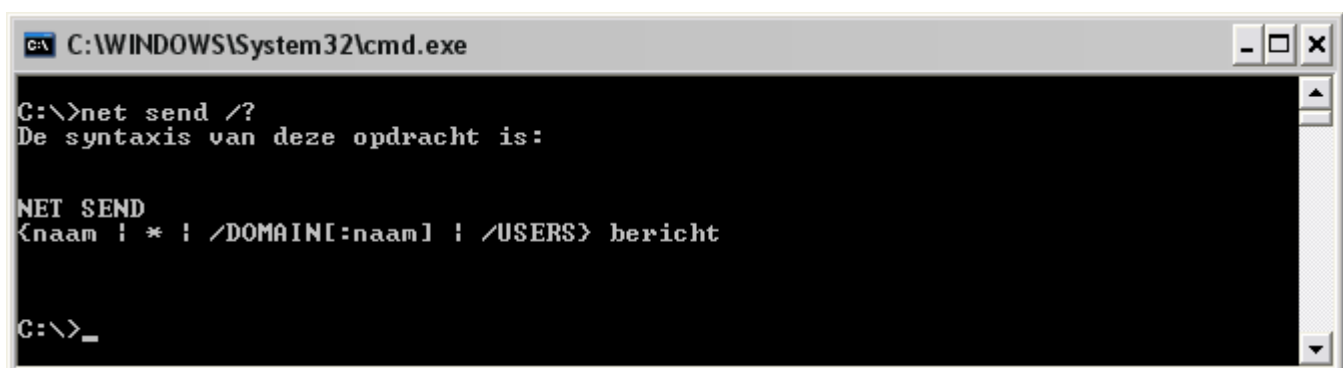 C:\WINDOWS\System32\cmd.exe
C:\>net send /?
De syntaxis van deze opdracht is:
NET SEND
{naam | * | /DOMAIN[:naam] | /USERS} bericht
C:\>_